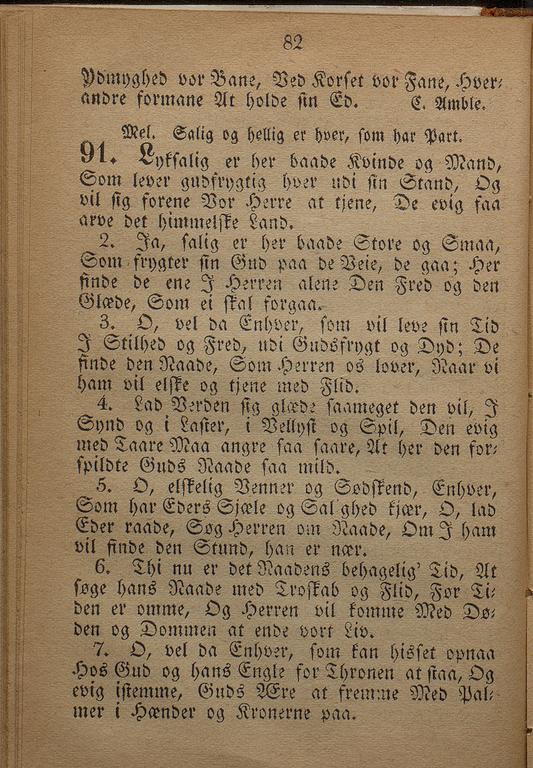 82
Ydmyghed vor Bane, Ved Korset vor Fane, Hver-
andre formane At holde sin Ed. C. Amble.
Mel. Salig og hellig er hver, som har Part.
91. Lyksalig er her baade Kvinde og Mand,
Som lever gudfrygtig hver udi sin Stand, Og
vil sig forene Vor Herre at tjene, De evig faa
arve det himmelske Land.
2. Ja, salig er her baade Store og Smaa,
Som frygter sin Gud paa de Veie, de gaa; Her
finde de ene I Herren alene Den Fred og den
Glæde, Som ei skal forgaa.
3. O, vel da Enhver, som vil leve sin Tid
I Stilhed og Fred, udi Gudsfrygt og Dyd; De
finde den Naade, Som Herren os lover, Naar vi
ham vil elske og tjene med Flid.
4. Lad Verden sig glæde saameget den vil, I
Synd og i Laster, i Vellyst og Spil, Den evig
med Taare Maa angre saa saare, At her den for-
spildte Guds Naade saa mild.
5. O, elskelig Venner og Sødskend, Enhver,
Som har Eders Sjæle og Salighed kjær, O, lad
Eder raade, Søg Herren om Naade, Om I ham
vil finde den Stund, han er nær.
6. Thi nu er det Naadens behagelig' Tid, At
søge hans Naade med Troskab og Flid, Før Ti-
den er omme, Og Herren vil komme Med Dø-
den og Dommen at ende vort Liv.
7. O, vel da Enhver, som kan hisset opnaa
Hos Gud og hans Engle for Thronen at staa, Og
evig istemme, Guds Ære at fremme Med Pal-
mer i Hænder og Kronerne paa.